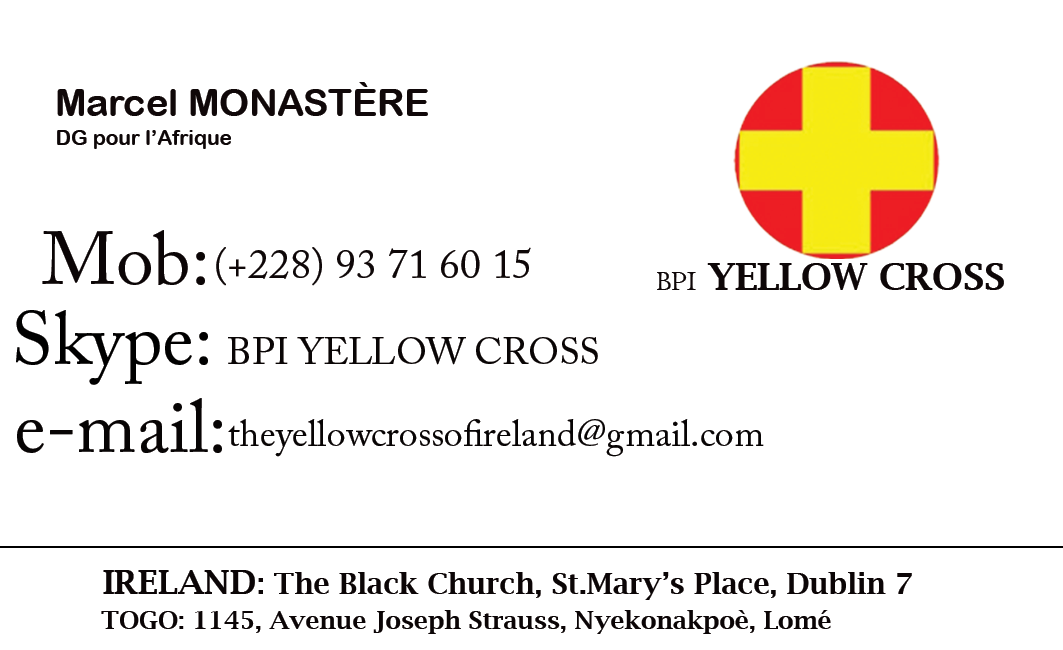 Marcel MONASTÈRE
DG pour l’Afrique
Mob: (+228) 93 71 60 15
Skype: BPI YELLOW CROSS
e-mail: theyellowcrossofireland@gmail.com
BPI YELLOW CROSS
IRELAND: The Black Church, St.Mary’s Place, Dublin 7
TOGO: 1145, Avenue Joseph Strauss, Nyekonakpoè, Lomé